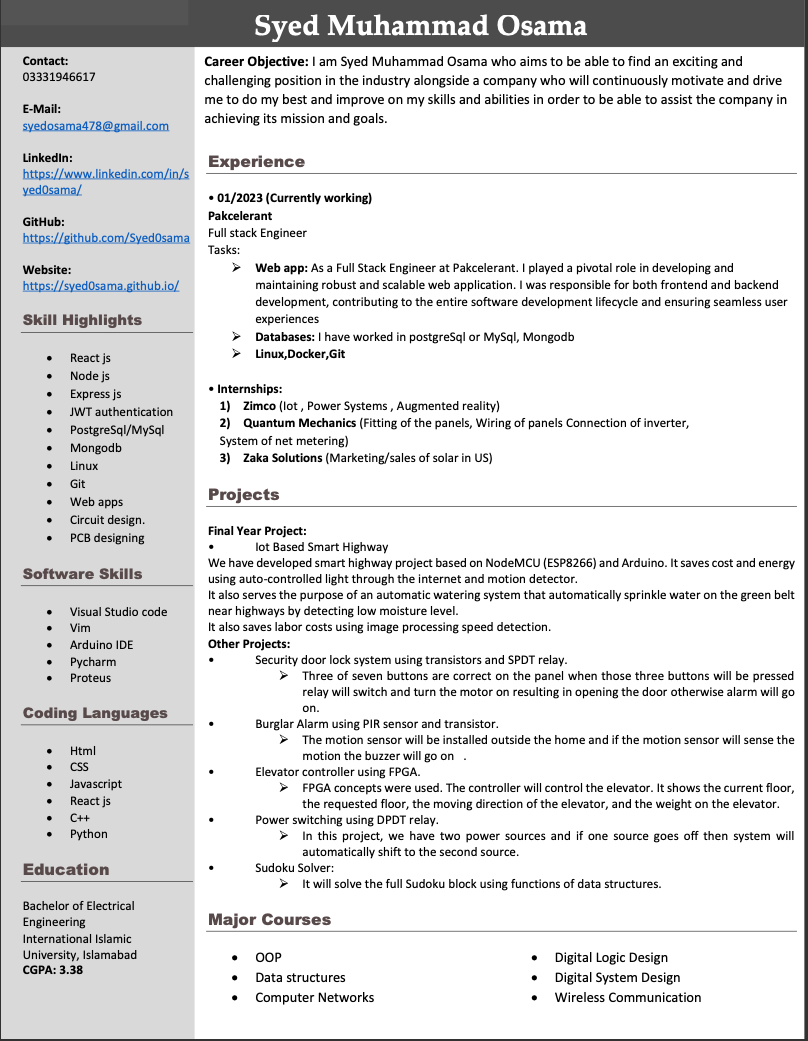 Syed Muhammad Osama
Contact:
03331946617
E-Mail:
syedosama478@gmail.com
LinkedIn:
https://www.linkedin.com/in/s
yed0sama/
GitHub:
https://github.com/Syed0sama
Website:
https://syed0sama.github.io/
Skill Highlights
• React js
• Node js
• Express js
• JWT authentication
• PostgreSql/MySql
• Mongodb
• Linux
• Git
• Web apps
• Circuit design.
• PCB designing
Software Skills
• Visual Studio code
• Vim
• Arduino IDE
• Pycharm
• Proteus
Coding Languages
• Html
• CSS
• Javascript
• React js
• C++
• Python
Education
Bachelor of Electrical
Engineering
International Islamic
University, Islamabad
CGPA: 3.38
Career Objective: I am Syed Muhammad Osama who aims to be able to find an exciting and
challenging position in the industry alongside a company who will continuously motivate and drive
me to do my best and improve on my skills and abilities in order to be able to assist the company in
achieving its mission and goals.
Experience
• 01/2023 (Currently working)
Pakcelerant
Full stack Engineer
Tasks:
➢ Web app: As a Full Stack Engineer at Pakcelerant. I played a pivotal role in developing and
maintaining robust and scalable web application. I was responsible for both frontend and backend
development, contributing to the entire software development lifecycle and ensuring seamless user
experiences
➢ Databases: I have worked in postgreSql or MySql, Mongodb
➢ Linux,Docker,Git
• Internships:
1) Zimco (Iot , Power Systems , Augmented reality)
2) Quantum Mechanics (Fitting of the panels, Wiring of panels Connection of inverter,
System of net metering)
3) Zaka Solutions (Marketing/sales of solar in US)
Projects
Final Year Project:
• Iot Based Smart Highway
We have developed smart highway project based on NodeMCU (ESP8266) and Arduino. It saves cost and energy
using auto-controlled light through the internet and motion detector.
It also serves the purpose of an automatic watering system that automatically sprinkle water on the green belt
near highways by detecting low moisture level.
It also saves labor costs using image processing speed detection.
Other Projects:
• Security door lock system using transistors and SPDT relay.
➢ Three of seven buttons are correct on the panel when those three buttons will be pressed
relay will switch and turn the motor on resulting in opening the door otherwise alarm will go
on.
• Burglar Alarm using PIR sensor and transistor.
➢ The motion sensor will be installed outside the home and if the motion sensor will sense the
motion the buzzer will go on .
• Elevator controller using FPGA.
➢ FPGA concepts were used. The controller will control the elevator. It shows the current floor,
the requested floor, the moving direction of the elevator, and the weight on the elevator.
• Power switching using DPDT relay.
➢ In this project, we have two power sources and if one source goes off then system will
automatically shift to the second source.
• Sudoku Solver:
➢ It will solve the full Sudoku block using functions of data structures.
Major Courses
• OOP
• Data structures
• Computer Networks
• Digital Logic Design
• Digital System Design
• Wireless Communication